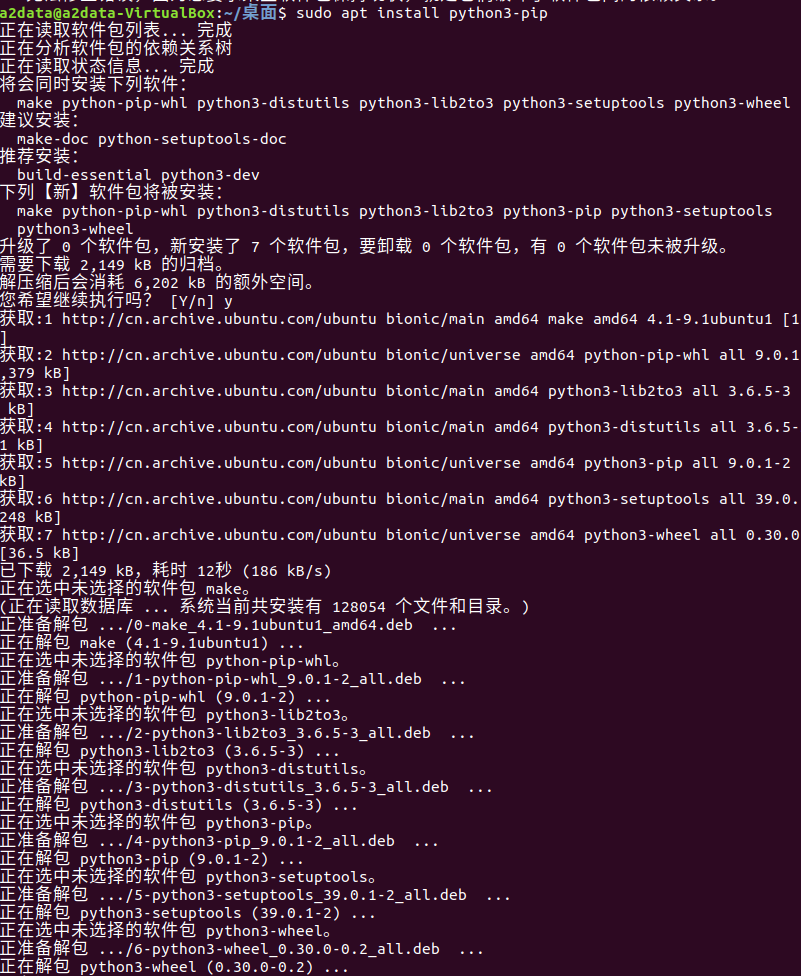 a2data@a2data-VirtualBox:~/桌面$ sudo apt install python3-pip
正在读取软件包列表... 完成
正在分析软件包的依赖关系树
正在读取状态信息... 完成
将会同时安装下列软件：
  make python-pip-whl python3-distutils python3-lib2to3 python3-setuptools python3-wheel
建议安装：
  make-doc python-setuptools-doc
推荐安装：
  build-essential python3-dev
下列【新】软件包将被安装：
  make python-pip-whl python3-distutils python3-lib2to3 python3-pip python3-setuptools
  python3-wheel
升级了 0 个软件包，新安装了 7 个软件包，要卸载 0 个软件包，有 0 个软件包未被升级。
需要下载 2,149 kB 的归档。
解压缩后会消耗 6,202 kB 的额外空间。
您希望继续执行吗？ [Y/n] y
获取:1 http://cn.archive.ubuntu.com/ubuntu bionic/main amd64 make amd64 4.1-9.1ubuntu1 [1
]
获取:2 http://cn.archive.ubuntu.com/ubuntu bionic/universe amd64 python-pip-whl all 9.0.1
,379 kB]
获取:3 http://cn.archive.ubuntu.com/ubuntu bionic/main amd64 python3-lib2to3 all 3.6.5-3
 kB]
获取:4 http://cn.archive.ubuntu.com/ubuntu bionic/main amd64 python3-distutils all 3.6.5-
1 kB]
获取:5 http://cn.archive.ubuntu.com/ubuntu bionic/universe amd64 python3-pip all 9.0.1-2
kB]
获取:6 http://cn.archive.ubuntu.com/ubuntu bionic/main amd64 python3-setuptools all 39.0.
248 kB]
获取:7 http://cn.archive.ubuntu.com/ubuntu bionic/universe amd64 python3-wheel all 0.30.0
[36.5 kB]
已下载 2,149 kB，耗时 12秒 (186 kB/s)
正在选中未选择的软件包 make。
(正在读取数据库 ... 系统当前共安装有 128054 个文件和目录。)
正准备解包 .../0-make_4.1-9.1ubuntu1_amd64.deb  ...
正在解包 make (4.1-9.1ubuntu1) ...
正在选中未选择的软件包 python-pip-whl。
正准备解包 .../1-python-pip-whl_9.0.1-2_all.deb  ...
正在解包 python-pip-whl (9.0.1-2) ...
正在选中未选择的软件包 python3-lib2to3。
正准备解包 .../2-python3-lib2to3_3.6.5-3_all.deb  ...
正在解包 python3-lib2to3 (3.6.5-3) ...
正在选中未选择的软件包 python3-distutils。
正准备解包 .../3-python3-distutils_3.6.5-3_all.deb  ...
正在解包 python3-distutils (3.6.5-3) ...
正在选中未选择的软件包 python3-pip。
正准备解包 .../4-python3-pip_9.0.1-2_all.deb  ...
正在解包 python3-pip (9.0.1-2) ...
正在选中未选择的软件包 python3-setuptools。
正准备解包 .../5-python3-setuptools_39.0.1-2_all.deb  ...
正在解包 python3-setuptools (39.0.1-2) ...
正在选中未选择的软件包 python3-wheel。
正准备解包 .../6-python3-wheel_0.30.0-0.2_all.deb  ...
正在解包 python3-wheel (0.30.0-0.2) ...